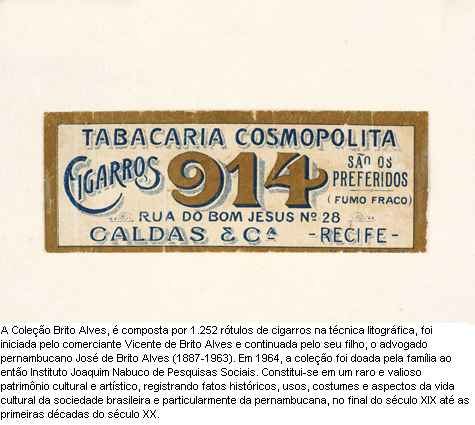 TABACARIA COSMOPOLITA
CIGARROS 914 SÃO OS
PREFERIDOS
(FUMO FRACO)
RUA DO BOM JESUS Nº 28
CALDAS & Cª -RECIFE-
A Coleção Brito Alves, é composta por 1.252 rótulos de cigarros na técnica litográfica, foi
iniciada pelo comerciante Vicente de Brito Alves e continuada pelo seu filho, o advogado
pernambucano José de Brito Alves (1887-1963). Em 1964, a coleção foi doada pela família ao
então Instituto Joaquim Nabuco de Pesquisas Sociais. Constitui-se em um raro e valioso
patrimônio cultural e artístico, registrando fatos históricos, usos, costumes e aspectos da vida
cultural da sociedade brasileira e particularmente da pernambucana, no final do século XIX até as
primeiras décadas do século XX.